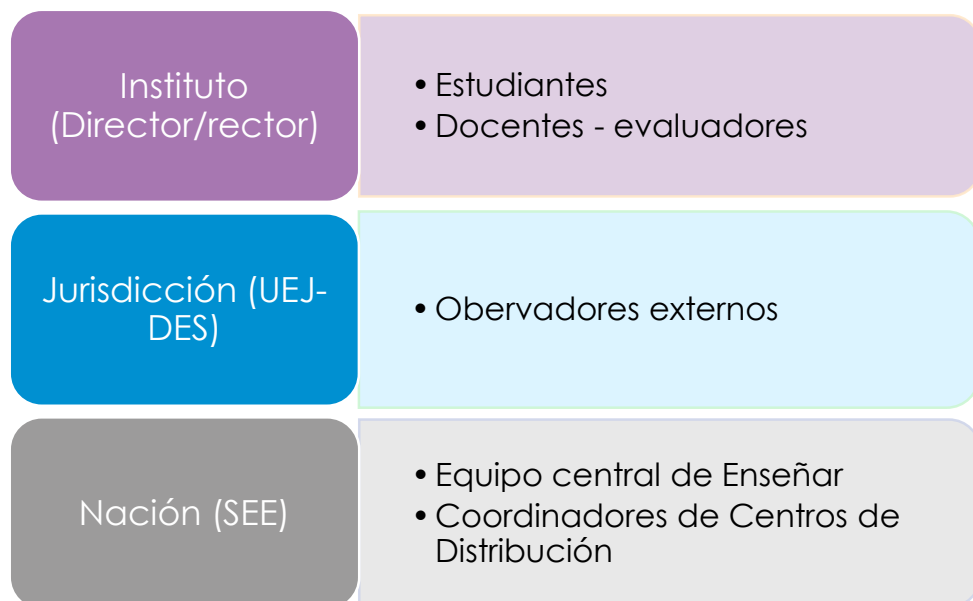 Instituto
(Director/rector)
• Estudiantes
• Docentes - evaluadores
Jurisdicción (UEJ-
DES)
• Obervadores externos
Nación (SEE)
• Equipo central de Enseñar
• Coordinadores de Centros de
Distribución